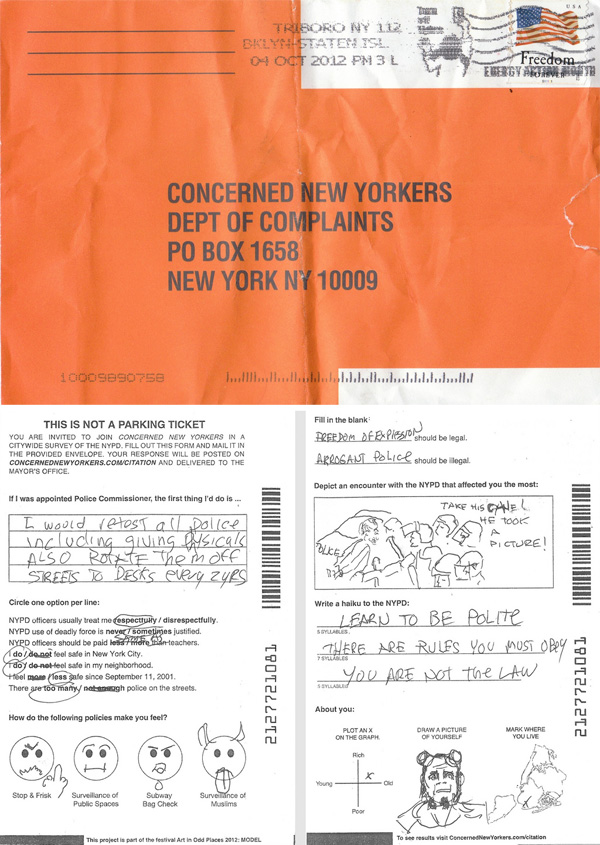 TRIBORO NY 112
BKLYN-STATEN ISL
04 OCT 2012 PM 3 L
ENERGY ACTION MONTH
USA
Freedom
FOREVER
CONCERNED NEW YORKERS
DEPT OF COMPLAINTS
PO BOX 1658
NEW YORK NY 10009
10009890758
THIS IS NOT A PARKING TICKET
YOU ARE INVITED TO JOIN CONCERNED NEW YORKERS IN A
CITYWIDE SURVEY OF THE NYPD. FILL OUT THIS FORM AND MAIL IT IN
THE PROVIDED ENVELOPE. YOUR RESPONSE WILL BE POSTED ON
CONCERNEDNEWYORKERS.COM/CITATION AND DELIVERED TO THE
MAYOR'S OFFICE.
If I was appointed Police Commissioner, the first thing I'd do is ...
I would retest all police
including giving Pysicals
ALSO ROTATE Them off
STREETS TO Desks every 2yrs
Circle one option per line:
NYPD officers usually treat me respectfully / disrespectfully.
NYPD use of deadly force is never / sometimes justified.
SAME AS
NYPD officers should be paid less / more than teachers.
I do / do not feel safe in New York City.
I do / do not feel safe in my neighborhood.
I feel more / less safe since September 11, 2001.
There are too many / not enough police on the streets.
How do the following policies make you feel?
Stop & Frisk
Surveillance of
Public Spaces
Subway
Bag Check
Surveillance of
Muslims
This project is part of the festival Art in Odd Places 2012: MODEL
Fill in the blank:
FREEDOM OF EXPRESSION should be legal.
ARROGANT POLICE should be illegal.
Depict an encounter with the NYPD that affected you the most:
TAKE HIS
HE TOOK
A
PICTURE!
POLICE
Write a haiku to the NYPD:
LEARN TO BE POLITE
5 SYLLABLES
THERE ARE RULES YOU MUST OBEY
7 SYLLABLES
YOU ARE NOT the LAW
5 SYLLABLES
About you:
PLOT AN X
ON THE GRAPH.
Rich
Young
X
Old
Poor
DRAW A PICTURE
OF YOURSELF
MARK WHERE
YOU LIVE
X
To see results visit ConcernedNewYorkers.com/citation